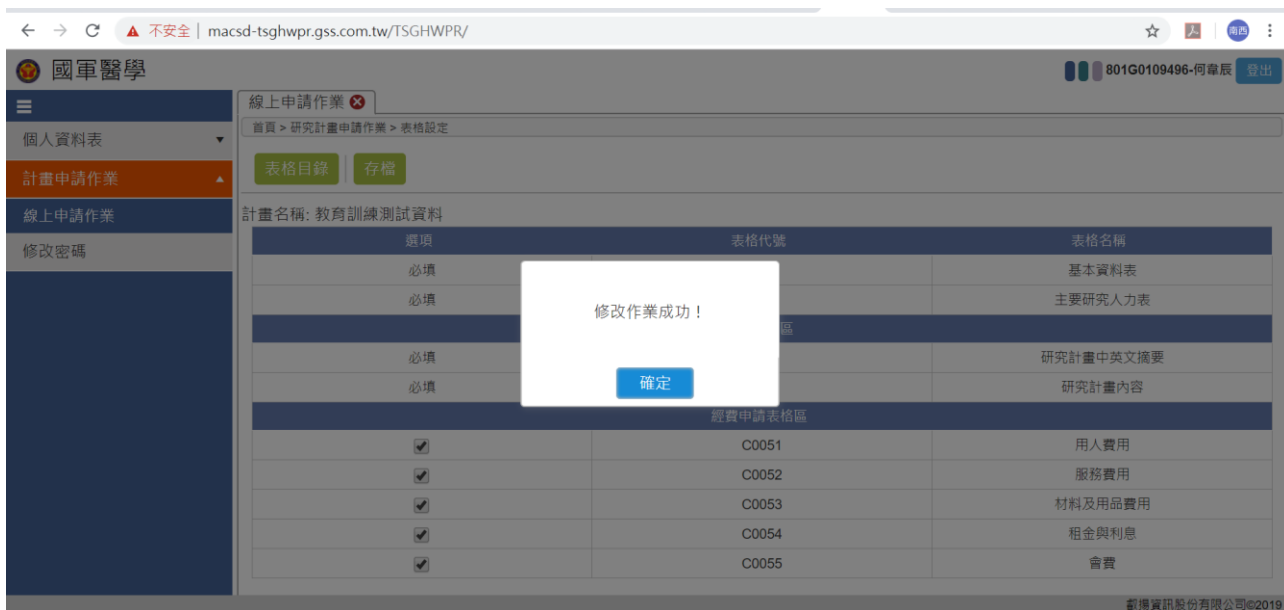 不安全 | macsd-tsghwpr.gss.com.tw/TSGHWPR/
南西
國軍醫學
801G0109496-何韋辰 登出
線上申請作業
個人資料表
首頁 > 研究計畫申請作業 > 表格設定
計畫申請作業
表格目錄 存檔
線上申請作業
計畫名稱: 教育訓練測試資料
修改密碼
選項 表格代號 表格名稱
必填 基本資料表
必填 主要研究人力表
修改作業成功！
區
必填 研究計畫中英文摘要
必填 研究計畫內容
確定
經費申請表格區
C0051 用人費用
C0052 服務費用
C0053 材料及用品費用
C0054 租金與利息
C0055 會費
叡揚資訊股份有限公司©2019